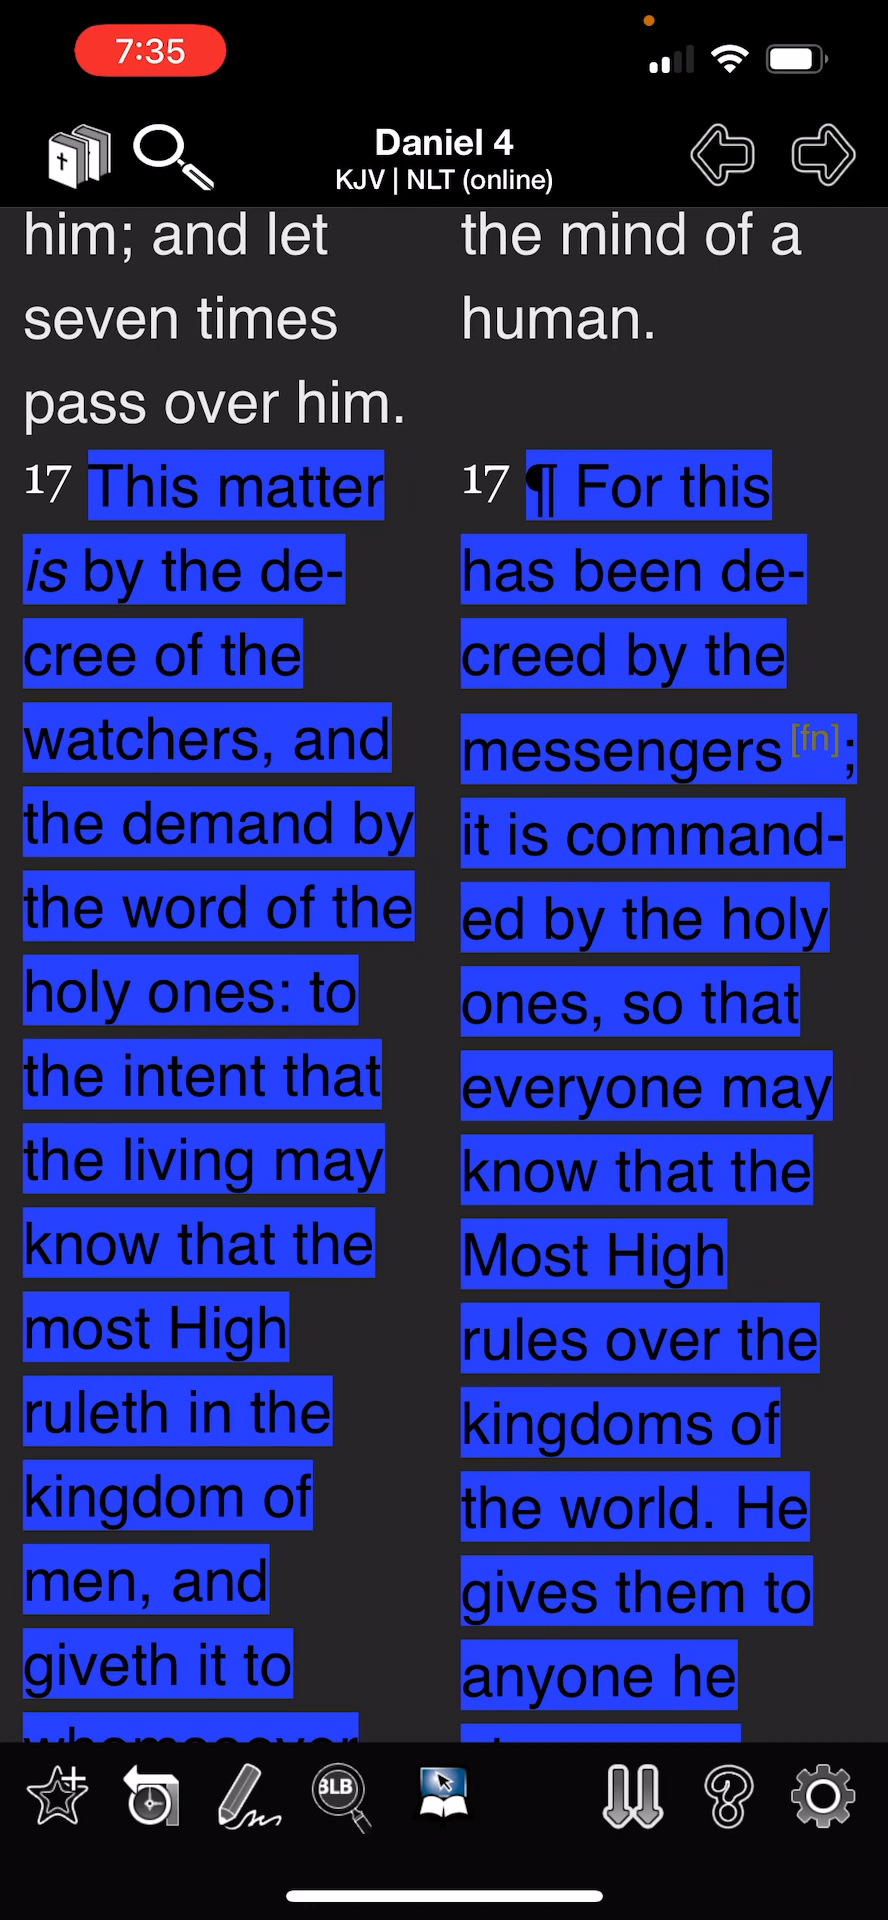 7:35
Daniel 4
KJV | NLT (online)
him; and let
seven times
pass over him.
17 This matter
is by the de-
cree of the
watchers, and
the demand by
the word of the
holy ones: to
the intent that
the living may
know that the
most High
ruleth in the
kingdom of
men, and
giveth it to
whomsoever
the mind of a
human.
17 ¶ For this
has been de-
creed by the
messengers[fn];
it is command-
ed by the holy
ones, so that
everyone may
know that the
Most High
rules over the
kingdoms of
the world. He
gives them to
anyone he
BLB